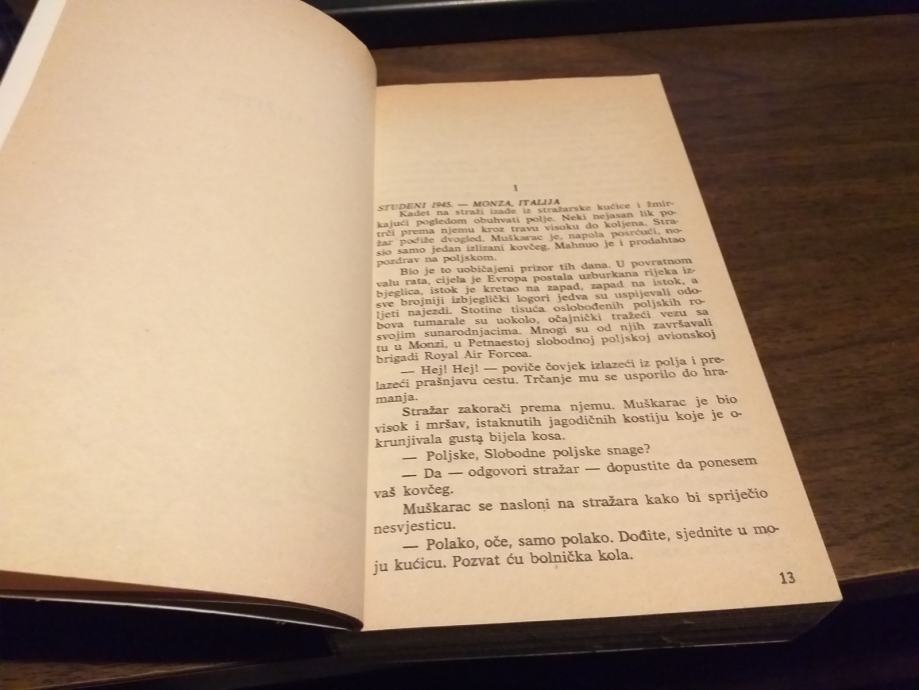 1
STUDENI 1945. — MONZA, ITALIJA
Kadet na straži izađe iz stražarske kućice i žmir-
kajući pogledom obuhvati polje. Neki nejasan lik po-
trči prema njemu kroz travu visoku do koljena. Stra-
žar podiže dvogled. Muškarac je, napola posrćući, no-
sio samo jedan izlizani kovčeg. Mahnuo je i prodahtao
pozdrav na poljskom.
Bio je to uobičajeni prizor tih dana. U povratnom
valu rata, cijela je Evropa postala uzburkana rijeka iz-
bjeglica, istok je kretao na zapad, zapad na istok, a
sve brojniji izbjeglički logori jedva su uspijevali odo-
ljeti najezdi. Stotine tisuća oslobođenih poljskih ro-
bova tumarale su uokolo, očajnički tražeći vezu sa
svojim sunarodnjacima. Mnogi su od njih završavali
tu u Monzi, u Petnaestoj slobodnoj poljskoj avionskoj
brigadi Royal Air Forcea.
— Hej! Hej! — poviče čovjek izlazeći iz polja i pre-
lazeći prašnjavu cestu. Trčanje mu se usporilo do hra-
manja.
Stražar zakorači prema njemu. Muškarac je bio
visok i mršav, istaknutih jagodičnih kostiju koje je o-
krunjivala gusta bijela kosa.
— Poljske, Slobodne poljske snage?
— Da — odgovori stražar — dopustite da ponesem
vaš kovčeg.
Muškarac se nasloni na stražara kako bi spriječio
nesvjesticu.
— Polako, oče, samo polako. Dođite, sjednite u mo-
ju kućicu. Pozvat ću bolnička kola.
13